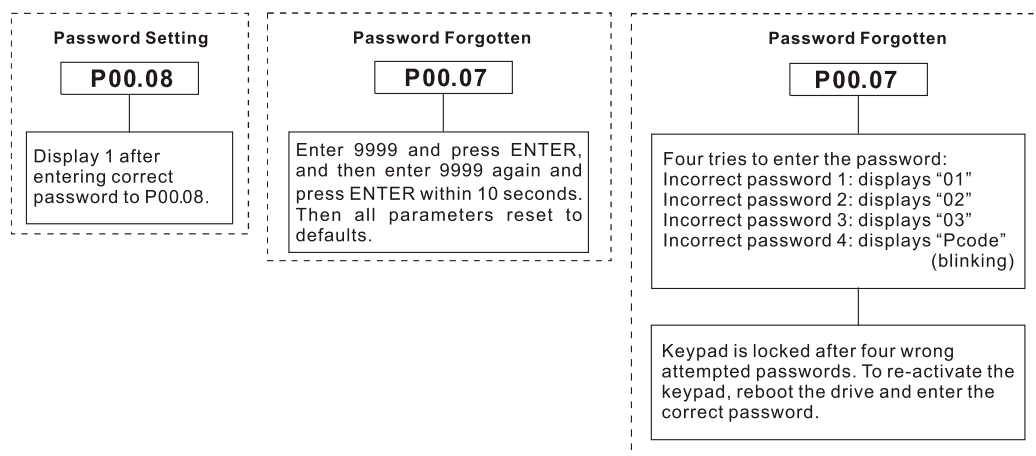 Password Setting
P00.08
Display 1 after
entering correct
password to P00.08.
Password Forgotten
P00.07
Enter 9999 and press ENTER,
and then enter 9999 again and
press ENTER within 10 seconds.
Then all parameters reset to
defaults.
Password Forgotten
P00.07
Four tries to enter the password:
Incorrect password 1: displays “01”
Incorrect password 2: displays “02”
Incorrect password 3: displays “03”
Incorrect password 4: displays “Pcode”
(blinking)
Keypad is locked after four wrong
attempted passwords. To re-activate the
keypad, reboot the drive and enter the
correct password.